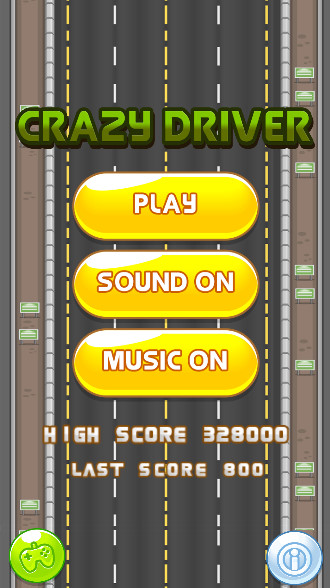 CRAZY DRIVER
PLAY
SOUND ON
MUSIC ON
HIGH SCORE 328000
LAST SCORE 800